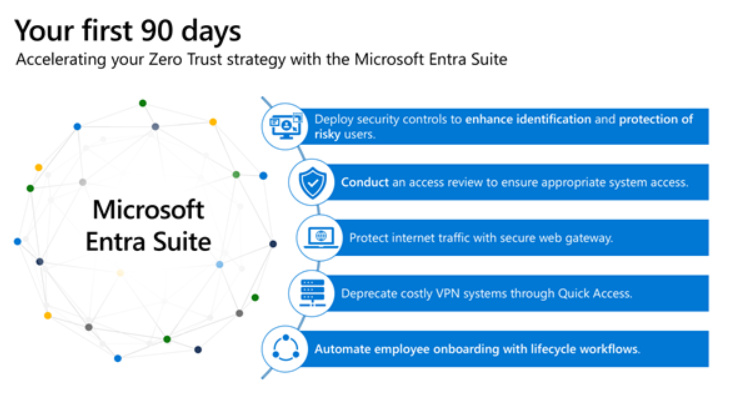 Your first 90 days
Accelerating your Zero Trust strategy with the Microsoft Entra Suite
Microsoft
Entra Suite
Deploy security controls to enhance identification and protection of
risky users.
Conduct an access review to ensure appropriate system access.
Protect internet traffic with secure web gateway.
Deprecate costly VPN systems through Quick Access.
Automate employee onboarding with lifecycle workflows.